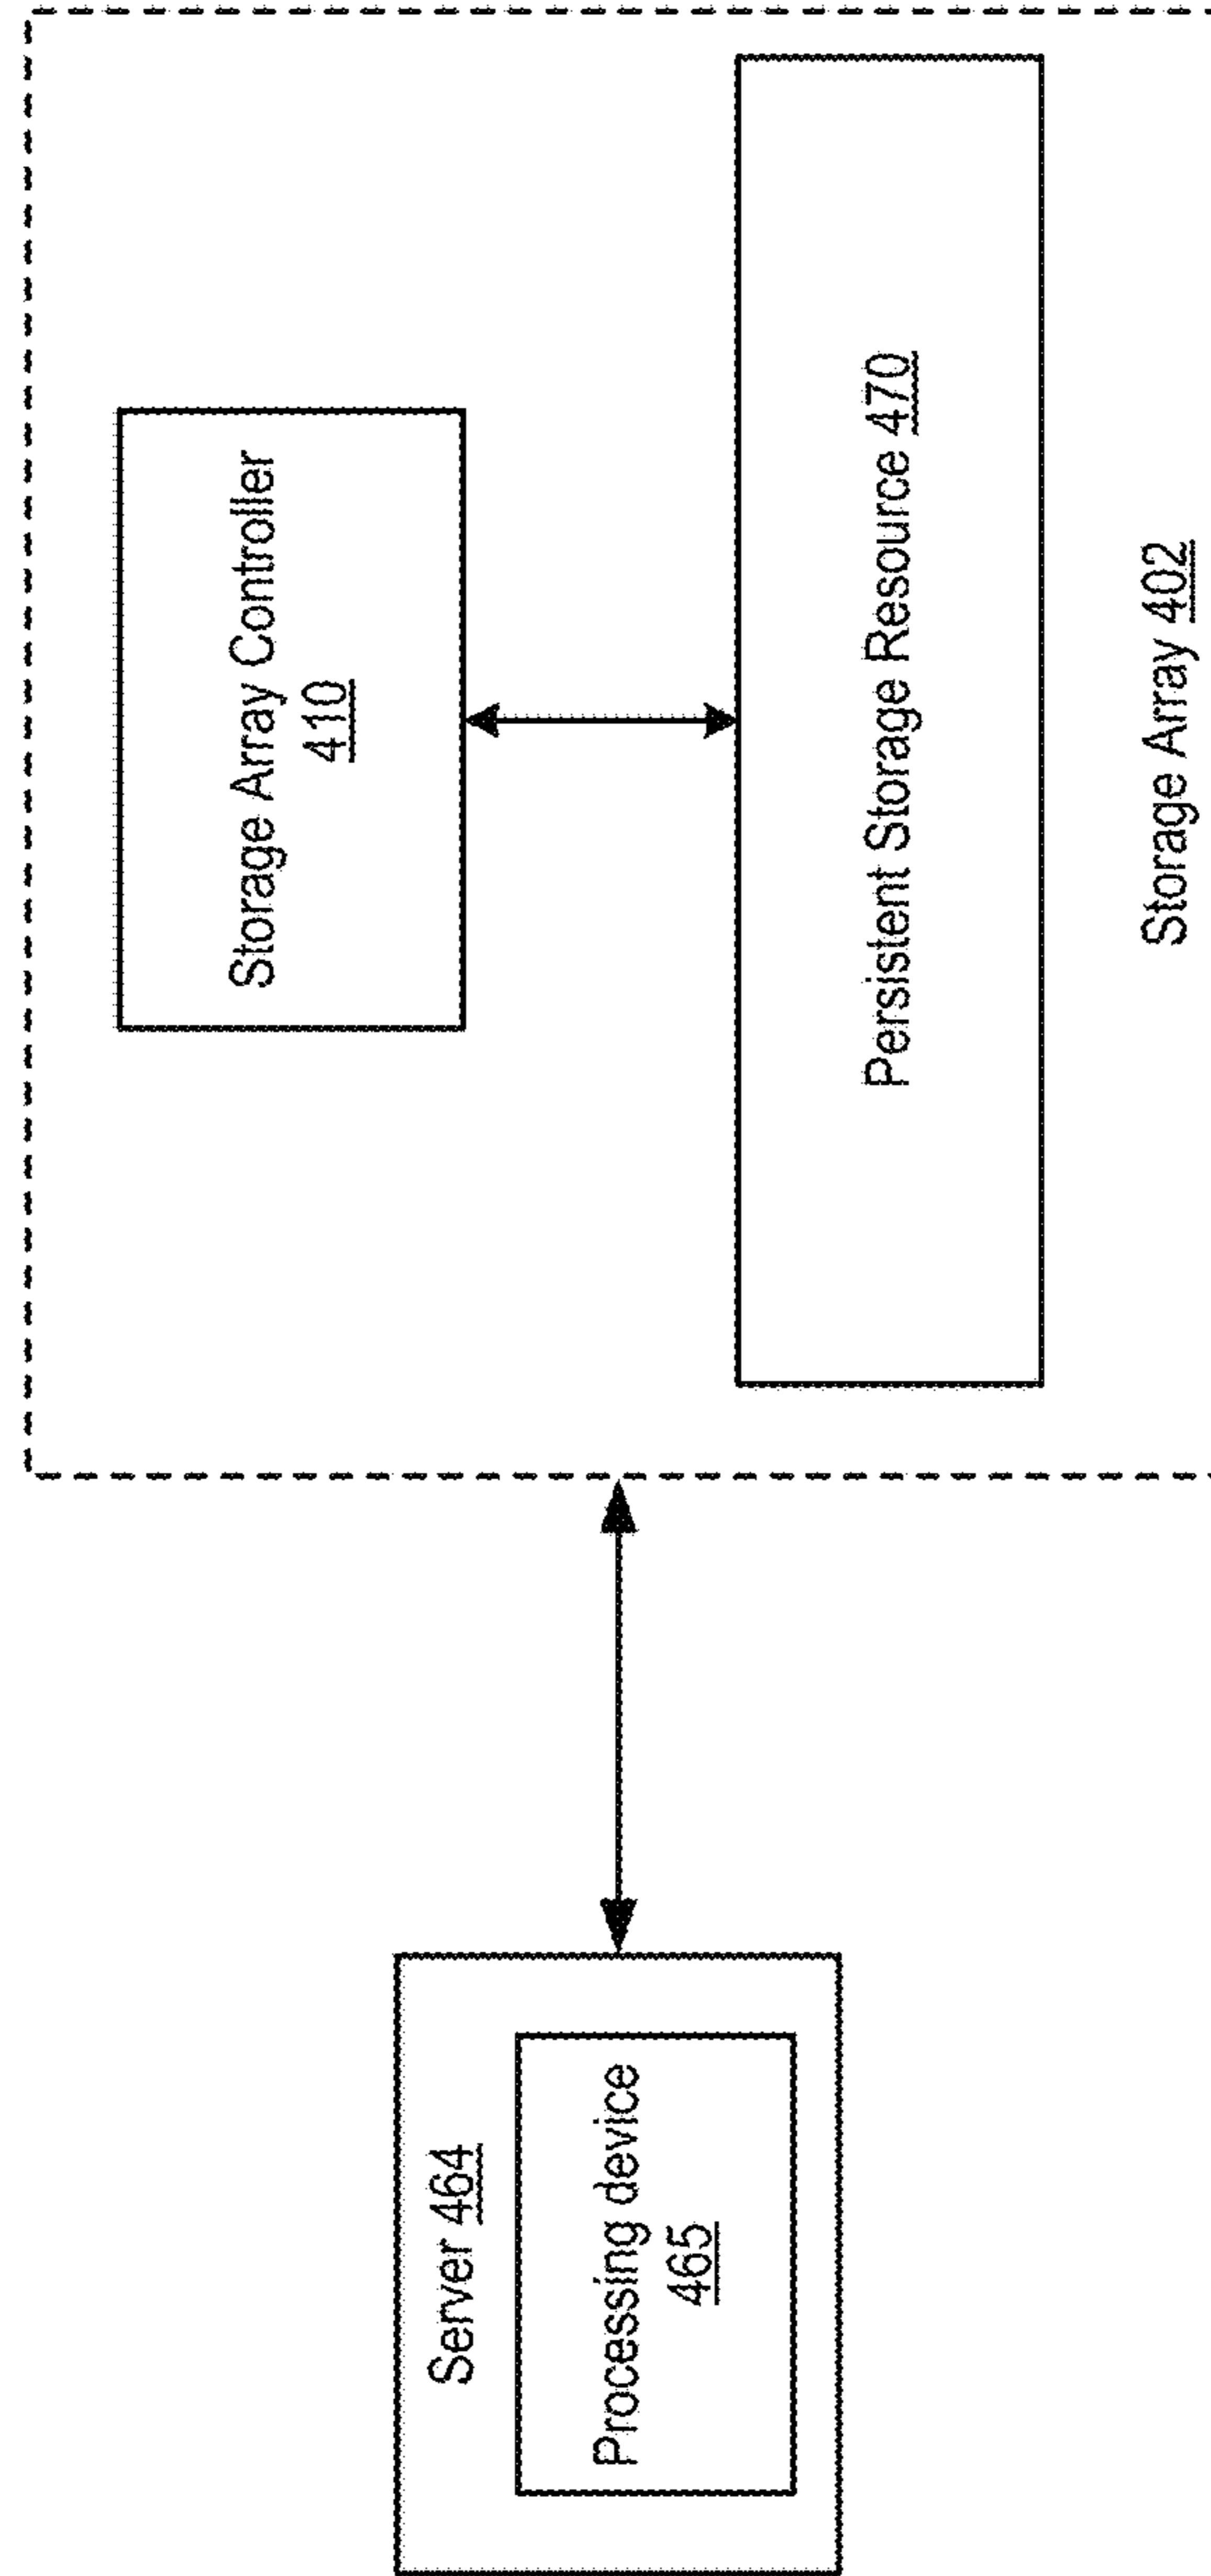 Server 464
Processing device
465
Storage Array Controller
410
Persistent Storage Resource 470
Storage Array 402